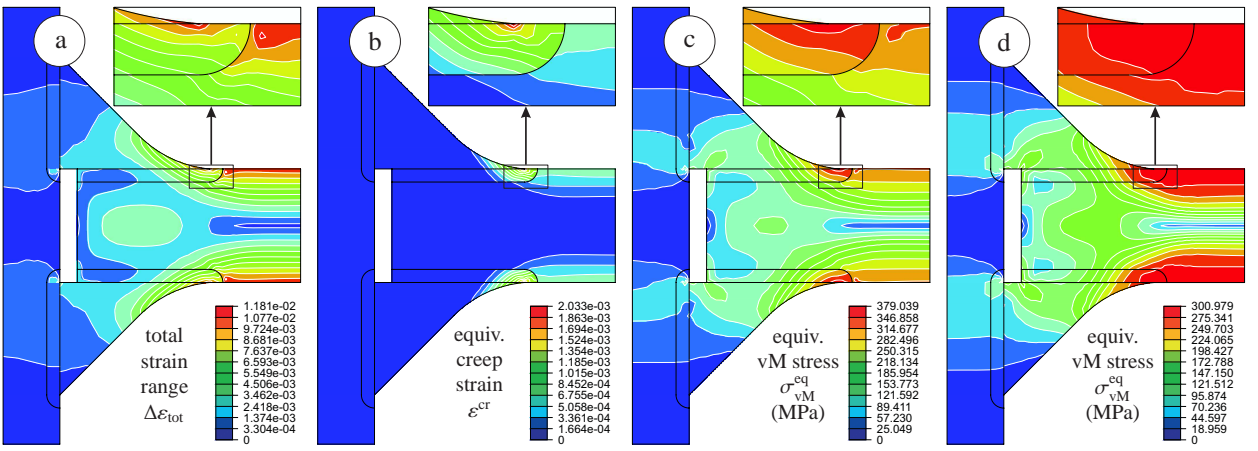 a
total
strain
range
Δε_tot
1.181e-02
1.077e-02
9.724e-03
8.681e-03
7.637e-03
6.593e-03
5.549e-03
4.506e-03
3.462e-03
2.418e-03
1.374e-03
3.304e-04
0
b
equiv.
creep
strain
ε^cr
2.033e-03
1.863e-03
1.694e-03
1.524e-03
1.354e-03
1.185e-03
1.015e-03
8.452e-04
6.755e-04
5.058e-04
3.361e-04
1.664e-04
0
c
equiv.
vM stress
σ_vM^eq
(MPa)
379.039
346.858
314.677
282.496
250.315
218.134
185.954
153.773
121.592
89.411
57.230
25.049
0
d
equiv.
vM stress
σ_vM^eq
(MPa)
300.979
275.341
249.703
224.065
198.427
172.788
147.150
121.512
95.874
70.236
44.597
18.959
0